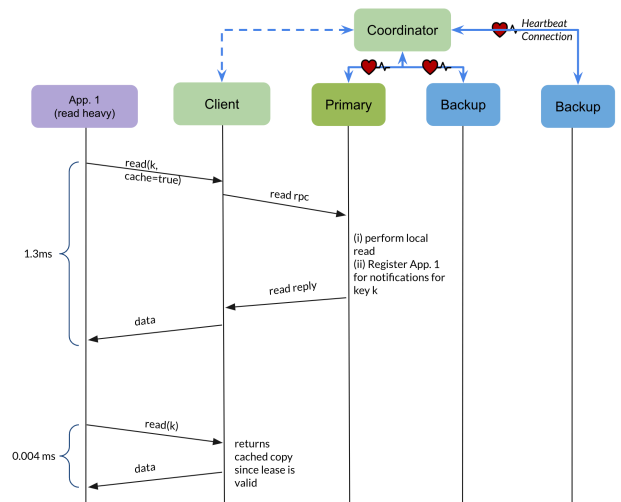 Coordinator
Heartbeat
Connection
App. 1
(read heavy)
Client
Primary
Backup
Backup
read(k,
cache=true)
read rpc
(i) perform local
read
(ii) Register App. 1
for notifications for
key k
1.3ms
read reply
data
read(k)
0.004 ms
returns
cached copy
since lease is
valid
data